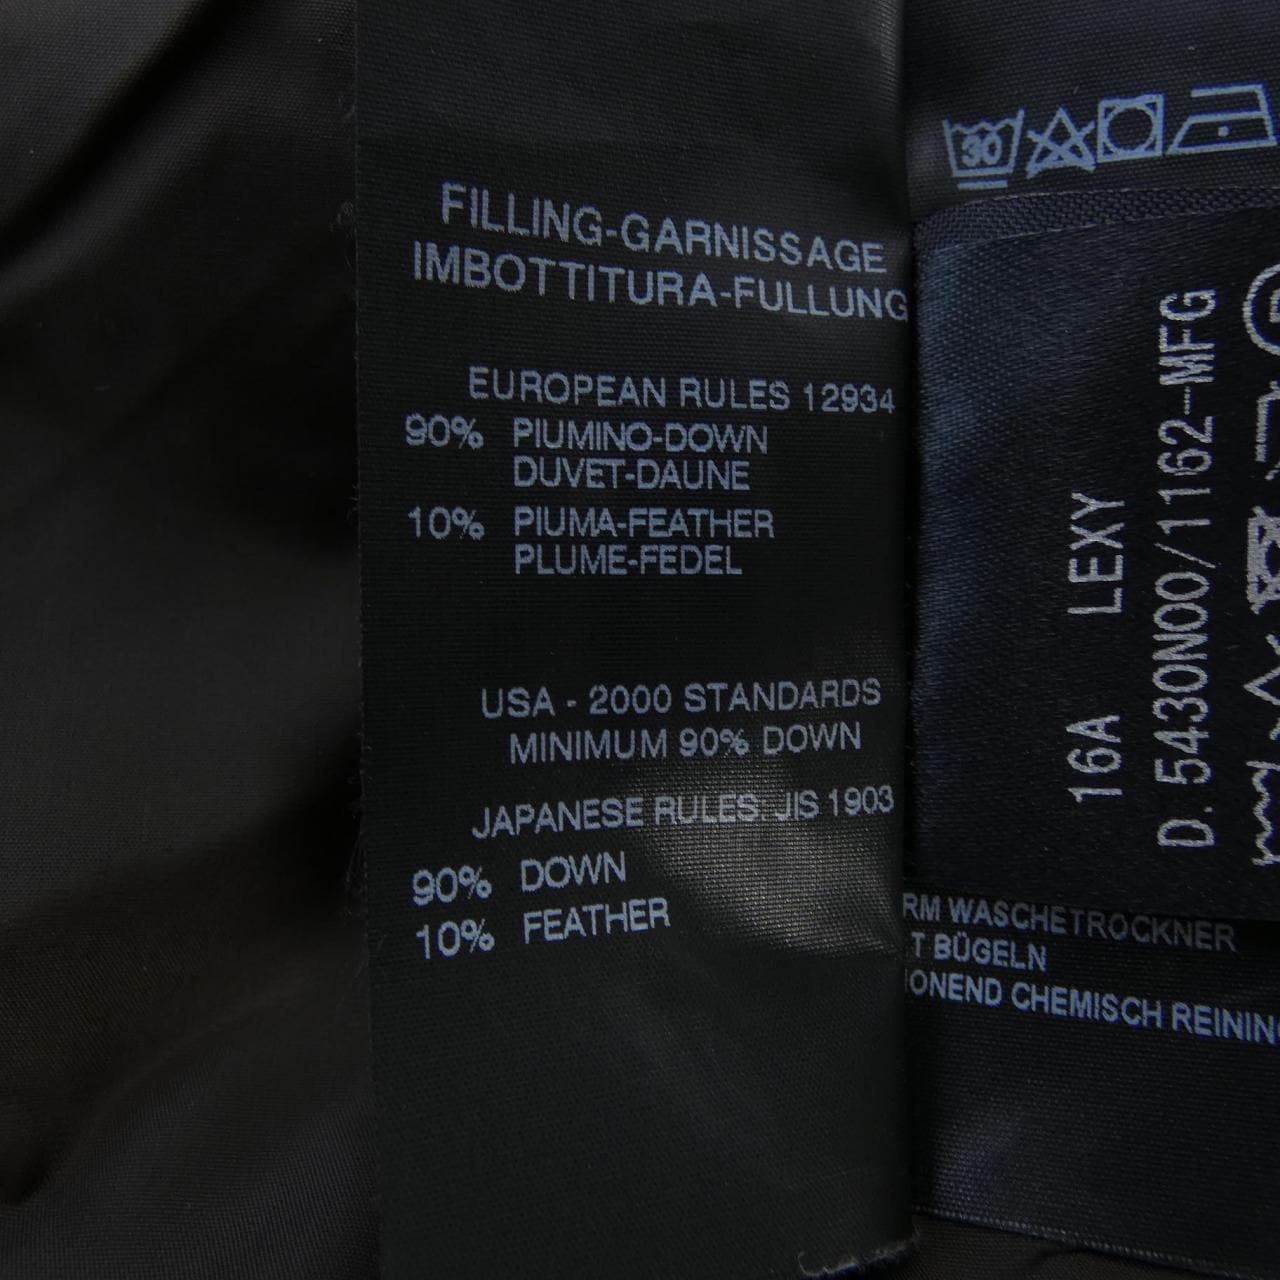 FILLING-GARNISSAGE
IMBOTTITURA-FULLUNG
EUROPEAN RULES 12934
90% PIUMINO-DOWN
DUVET-DAUNE
10% PIUMA-FEATHER
PLUME-FEDEL
USA - 2000 STANDARDS
MINIMUM 90% DOWN
JAPANESE RULES: JIS 1903
90% DOWN
10% FEATHER
30
16A LEXY
D. 5430N00/1162-MFG
RM WASCHETROCKNER
T BÜGELN
ONEND CHEMISCH REININ